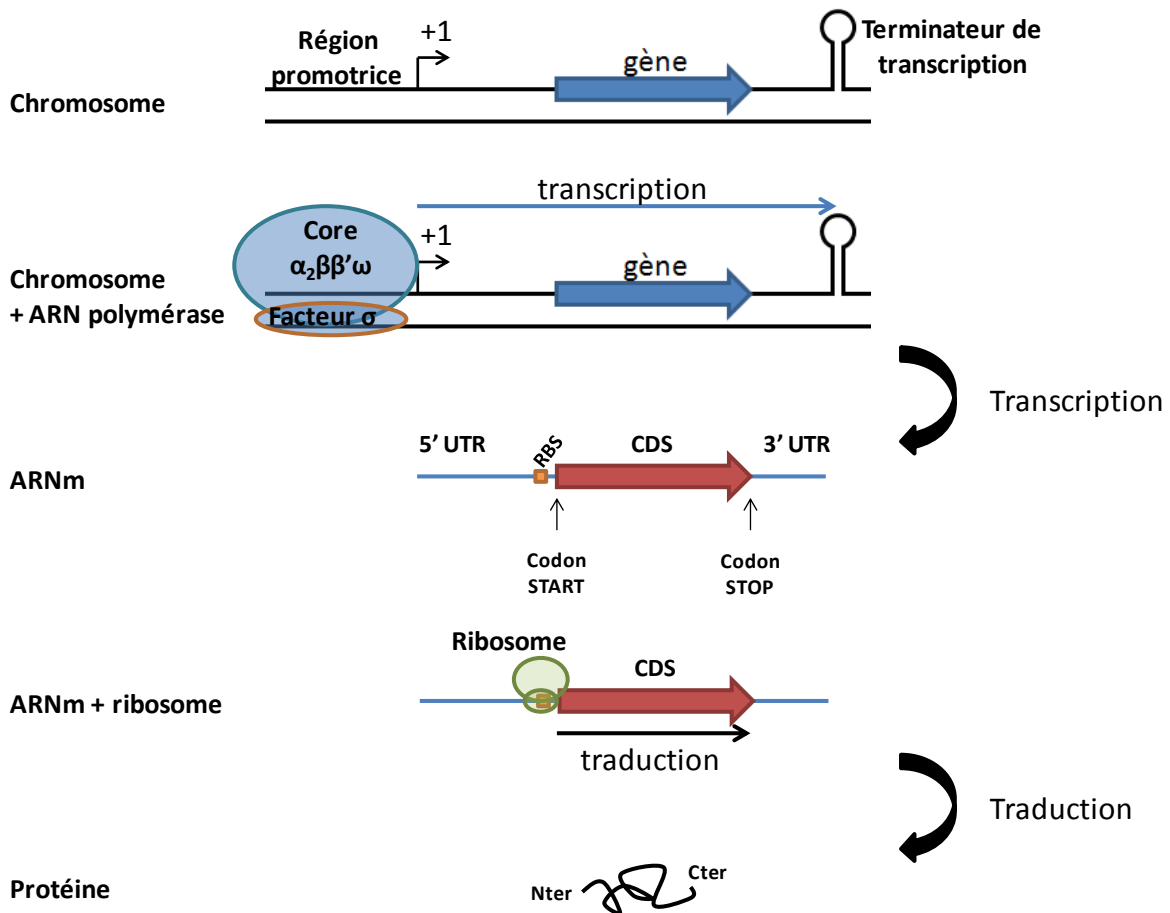 Région
promotrice
+1
gène
Terminateur de
transcription
Chromosome
transcription
Core
α₂ββ’ω
+1
gène
Chromosome
+ ARN polymérase
Facteur σ
Transcription
5’ UTR
RBS
CDS
3’ UTR
ARNm
Codon
START
Codon
STOP
Ribosome
CDS
ARNm + ribosome
traduction
Traduction
Protéine
Nter
Cter